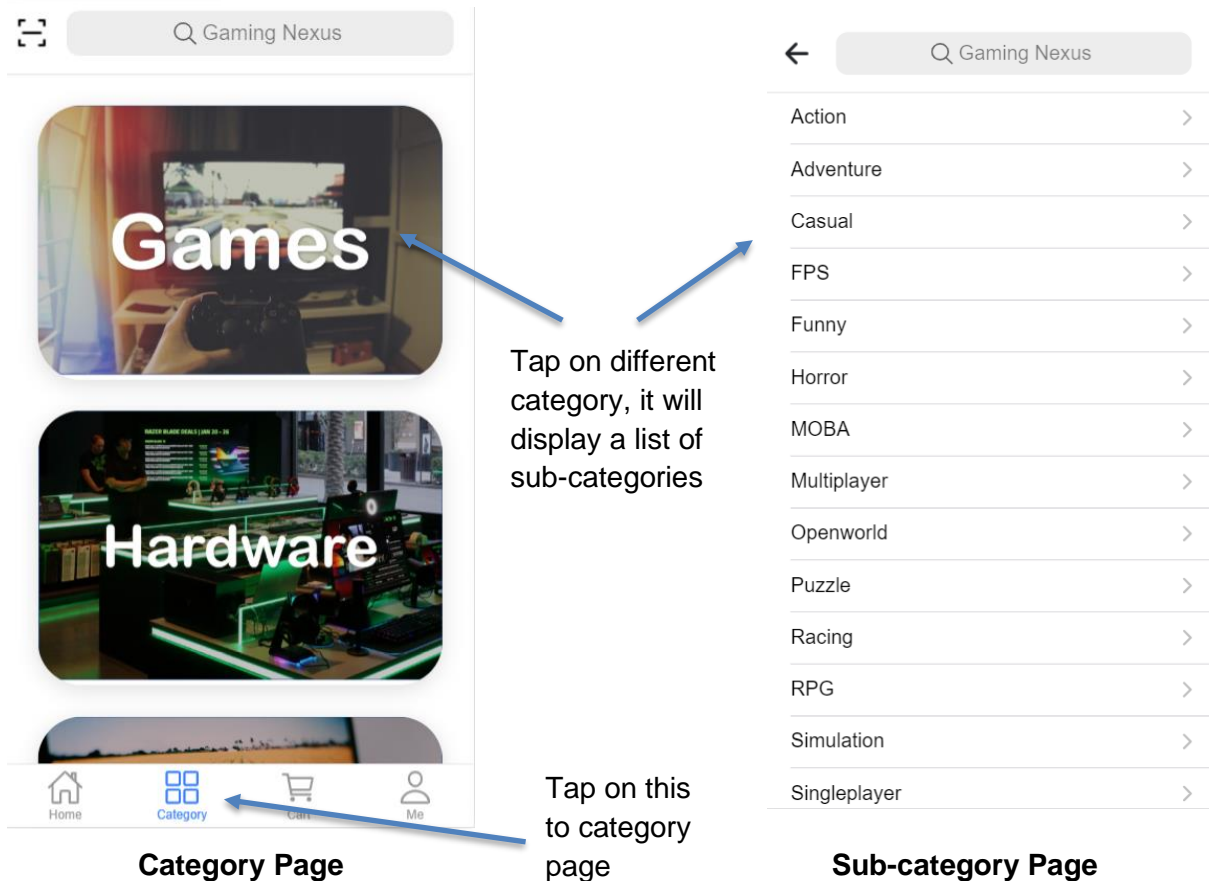 Gaming Nexus
Games
Hardware
Home
Category
Cart
Me
Category Page
Tap on different
category, it will
display a list of
sub-categories
Tap on this
to category
page
Gaming Nexus
Action
Adventure
Casual
FPS
Funny
Horror
MOBA
Multiplayer
Openworld
Puzzle
Racing
RPG
Simulation
Singleplayer
Sub-category Page